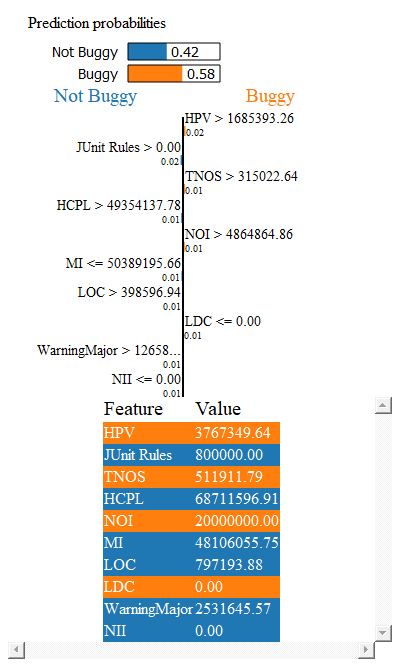 Prediction probabilities
Not Buggy 0.42
Buggy 0.58
Not Buggy Buggy
HPV > 1685393.26
0.02
JUnit Rules > 0.00
0.02
TNOS > 315022.64
0.01
HCPL > 49354137.78
0.01
NOI > 4864864.86
0.01
MI <= 50389195.66
0.01
LOC > 398596.94
0.01
LDC <= 0.00
0.01
WarningMajor > 12658...
0.01
NII <= 0.00
0.01
Feature Value
HPV 3767349.64
JUnit Rules 800000.00
TNOS 511911.79
HCPL 68711596.91
NOI 20000000.00
MI 48106055.75
LOC 797193.88
LDC 0.00
WarningMajor 2531645.57
NII 0.00